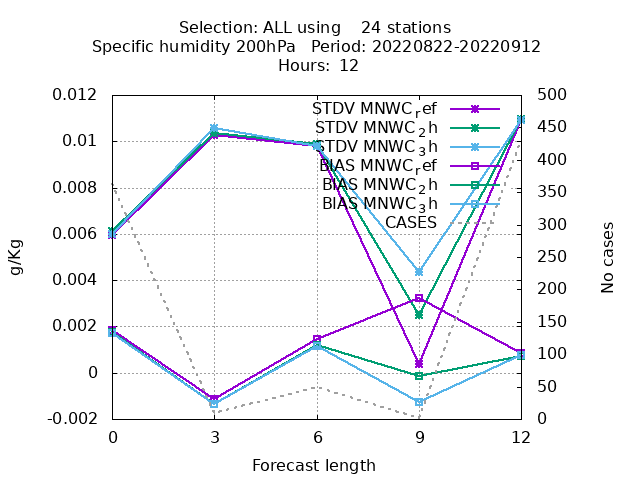 Selection: ALL using    24 stations
Specific humidity 200hPa   Period: 20220822-20220912
Hours:  12
STDV MNWC_ref
STDV MNWC_2h
STDV MNWC_3h
BIAS MNWC_ref
BIAS MNWC_2h
BIAS MNWC_3h
CASES
0.012
0.01
0.008
0.006
0.004
0.002
0
-0.002
g/Kg
500
450
400
350
300
250
200
150
100
50
0
No cases
0 3 6 9 12
Forecast length